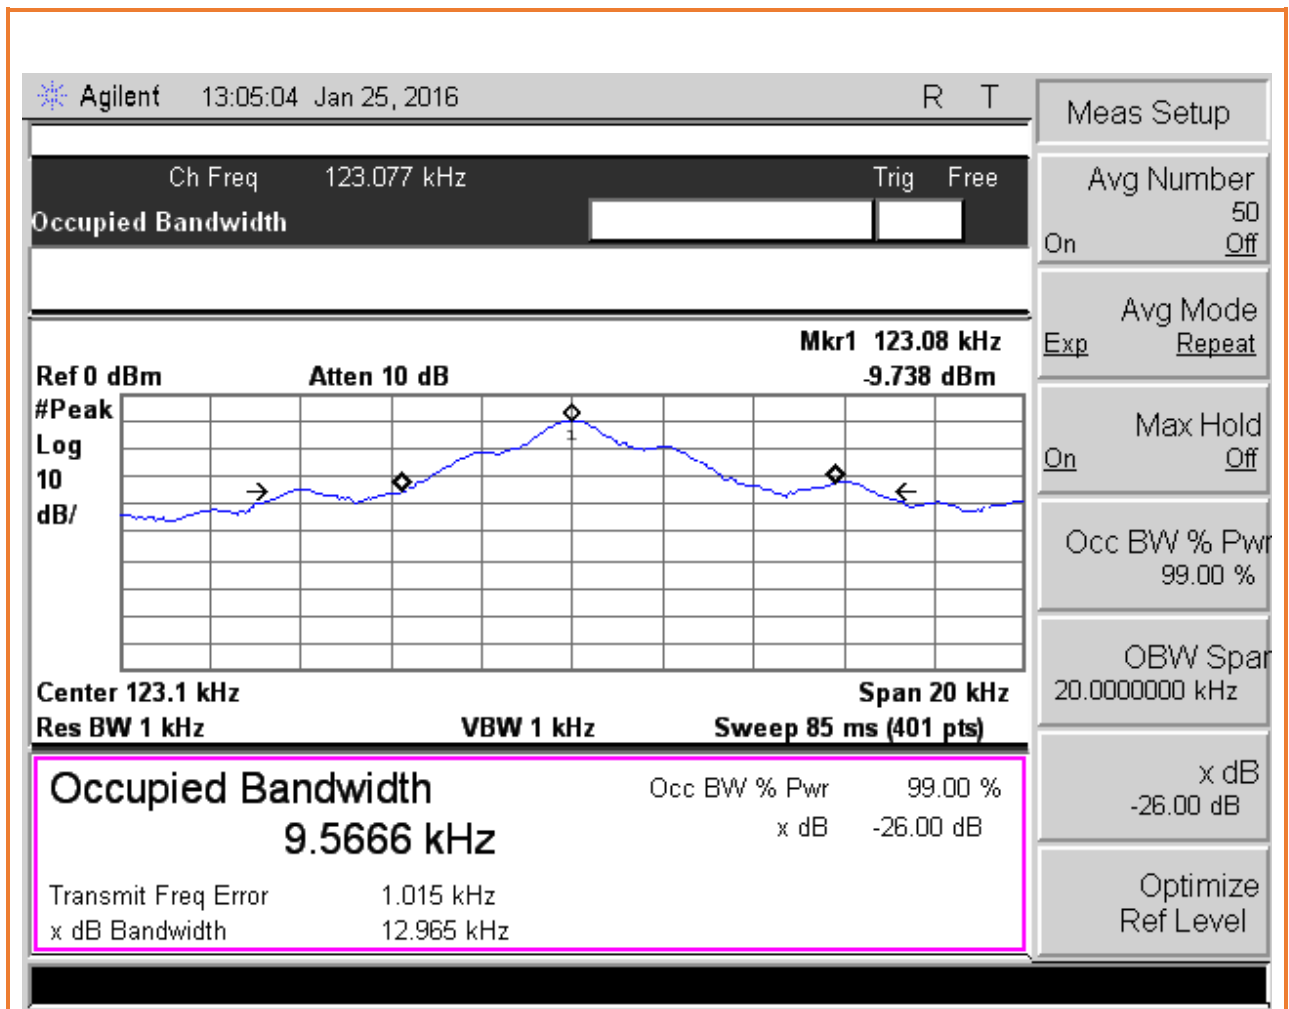 Agilent 13:05:04 Jan 25, 2016 R T
Ch Freq 123.077 kHz Trig Free
Occupied Bandwidth
Mkr1 123.08 kHz
Ref 0 dBm Atten 10 dB -9.738 dBm
#Peak
Log
10
dB/
1
Center 123.1 kHz Span 20 kHz
Res BW 1 kHz VBW 1 kHz Sweep 85 ms (401 pts)
Occupied Bandwidth Occ BW % Pwr 99.00 %
9.5666 kHz x dB -26.00 dB
Transmit Freq Error 1.015 kHz
x dB Bandwidth 12.965 kHz
Meas Setup
Avg Number
50
On Off
Avg Mode
Exp Repeat
Max Hold
On Off
Occ BW % Pwr
99.00 %
OBW Span
20.0000000 kHz
x dB
-26.00 dB
Optimize
Ref Level